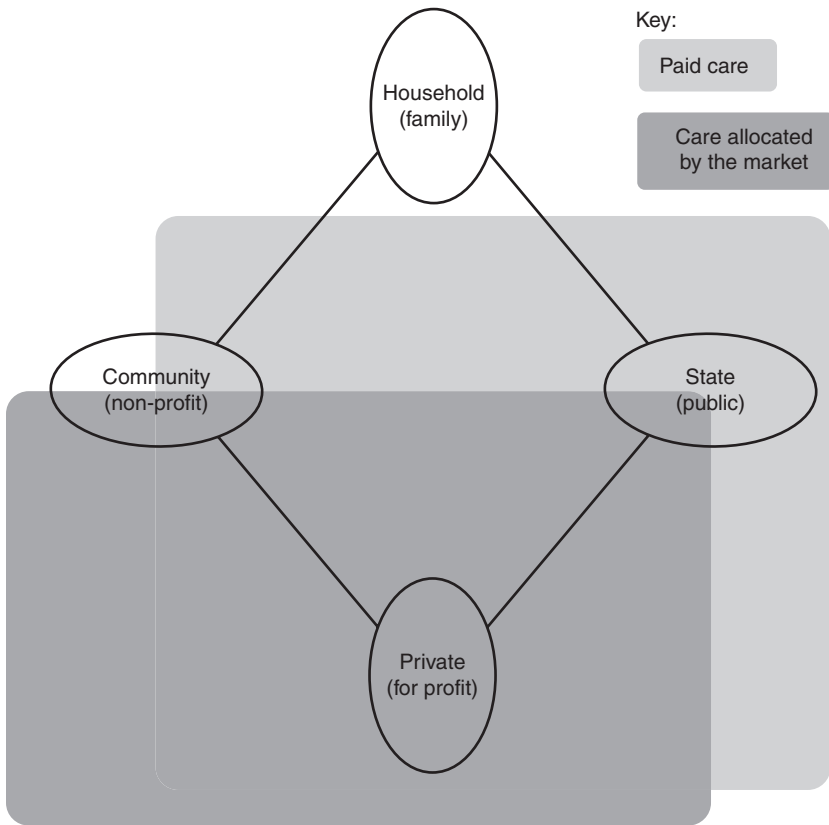 Key:
Paid care
Care allocated
by the market
Household
(family)
Community
(non-profit)
State
(public)
Private
(for profit)